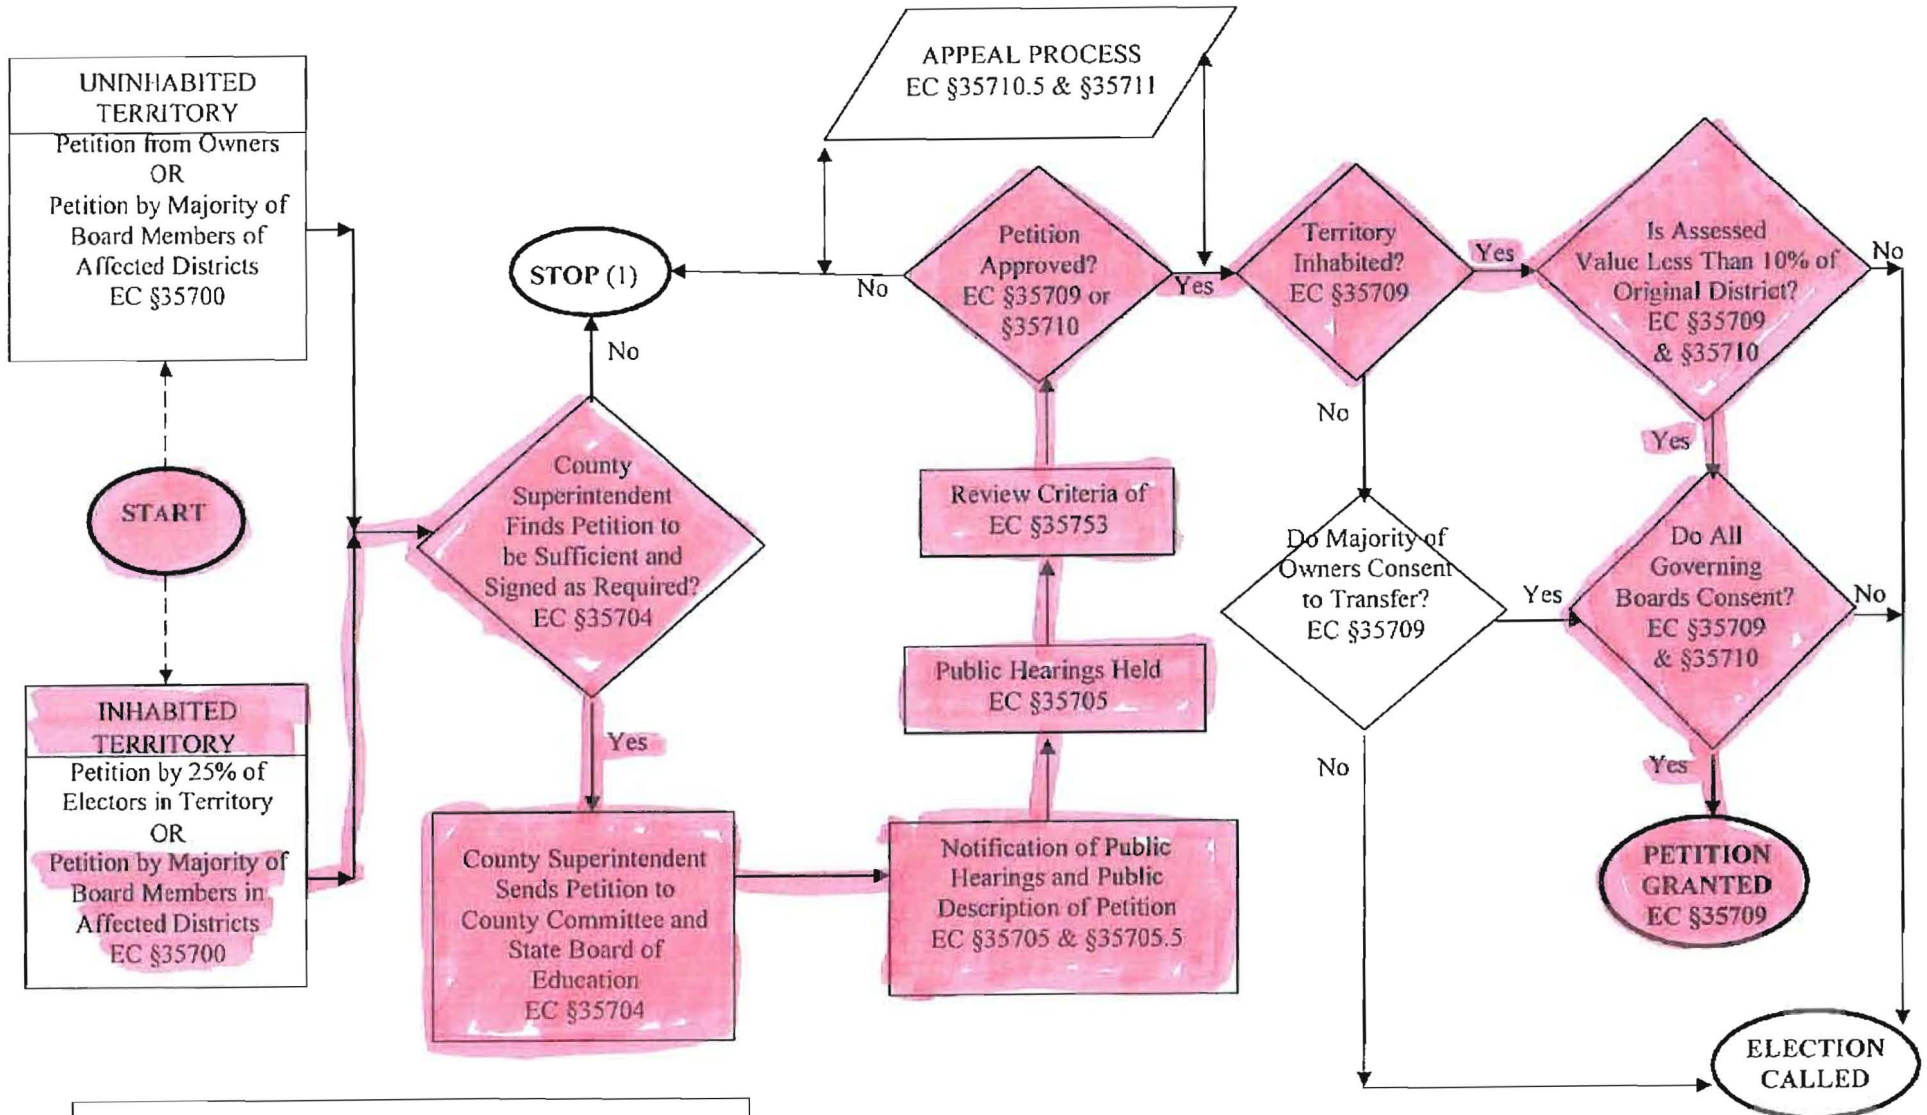 UNINHABITED
TERRITORY
Petition from Owners
OR
Petition by Majority of
Board Members of
Affected Districts
EC §35700
START
INHABITED
TERRITORY
Petition by 25% of
Electors in Territory
OR
Petition by Majority of
Board Members in
Affected Districts
EC §35700
STOP (1)
No
County
Superintendent
Finds Petition to
be Sufficient and
Signed as Required?
EC §35704
Yes
County Superintendent
Sends Petition to
County Committee and
State Board of
Education
EC §35704
APPEAL PROCESS
EC §35710.5 & §35711
No
Petition
Approved?
EC §35709 or
§35710
Yes
Review Criteria of
EC §35753
Public Hearings Held
EC §35705
Notification of Public
Hearings and Public
Description of Petition
EC §35705 & §35705.5
Territory
Inhabited?
EC §35709
Yes
No
Do Majority of
Owners Consent
to Transfer?
EC §35709
Yes
No
Is Assessed
Value Less Than 10% of
Original District?
EC §35709
& §35710
No
Yes
Do All
Governing
Boards Consent?
EC §35709
& §35710
No
Yes
PETITION
GRANTED
EC §35709
ELECTION
CALLED